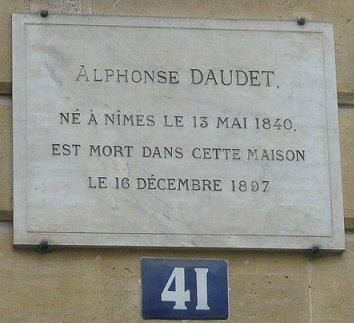 ALPHONSE DAUDET,
NÉ À NÎMES LE 13 MAI 1840,
EST MORT DANS CETTE MAISON
LE 16 DÉCEMBRE 1897
41